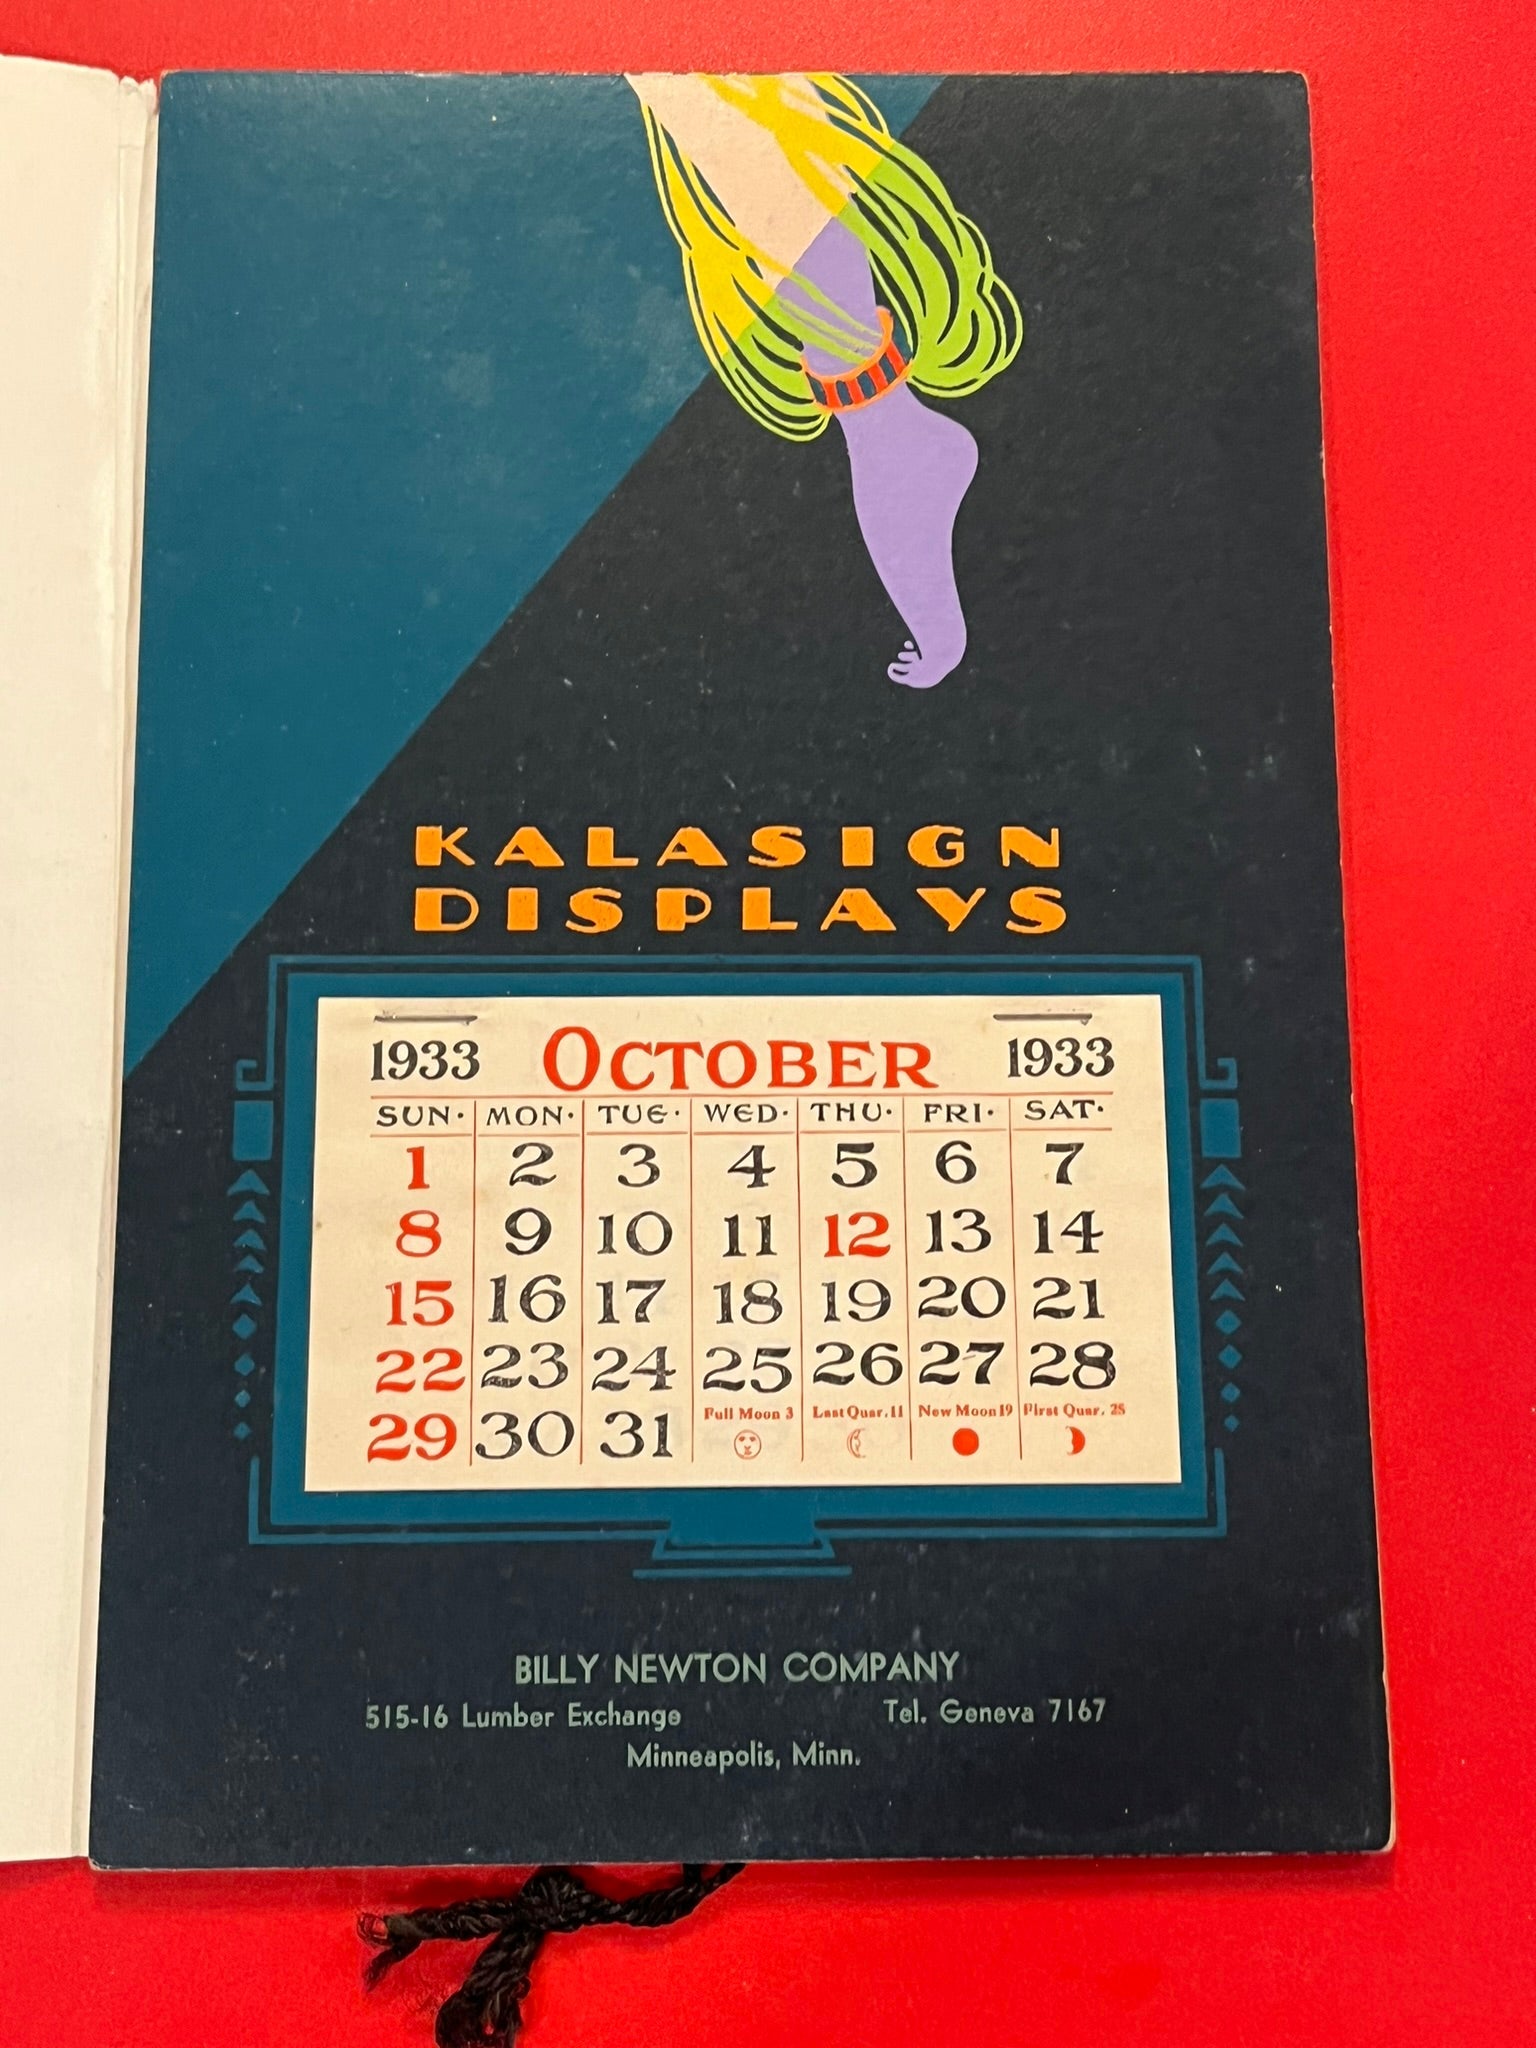 KALASIGN
DISPLAYS
1933 OCTOBER 1933
SUN. MON. TUE. WED. THU. FRI. SAT.
1 2 3 4 5 6 7
8 9 10 11 12 13 14
15 16 17 18 19 20 21
22 23 24 25 26 27 28
29 30 31 Full Moon 3 Last Quar. 11 New Moon 19 First Quar. 25
BILLY NEWTON COMPANY
515-16 Lumber Exchange Tel. Geneva 7167
Minneapolis, Minn.